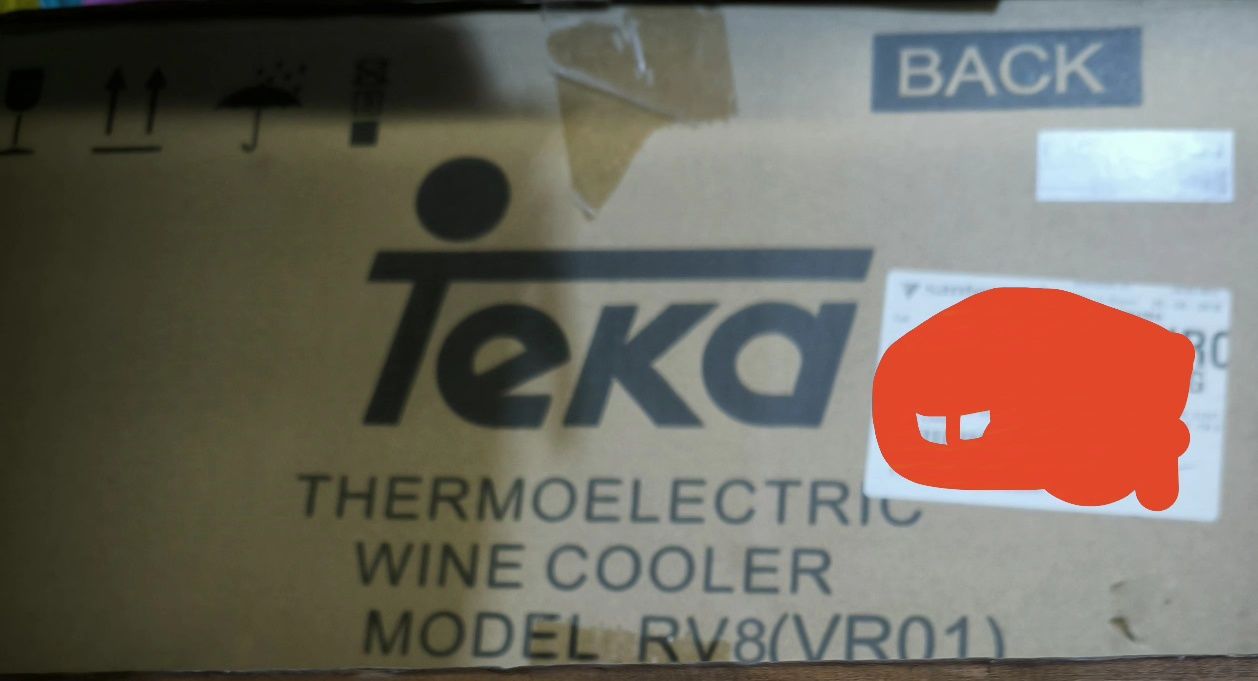 BACK
Teka
THERMOELECTRIC
WINE COOLER
MODEL RV8(VR01)